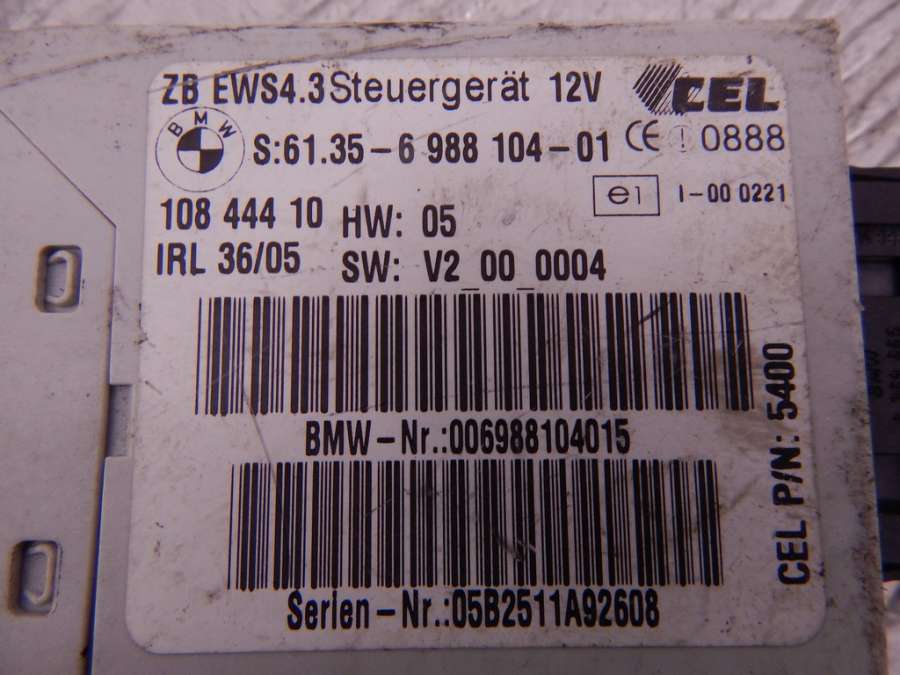 ZB EWS4.3 Steuergerät 12V CEL
BMW
S:61.35-6 988 104-01 CE ! 0888
e1 I-00 0221
108 444 10 HW: 05
IRL 36/05 SW: V2_00_0004
BMW-Nr.:006988104015
Serien-Nr.:05B2511A92608
CEL P/N: 5400